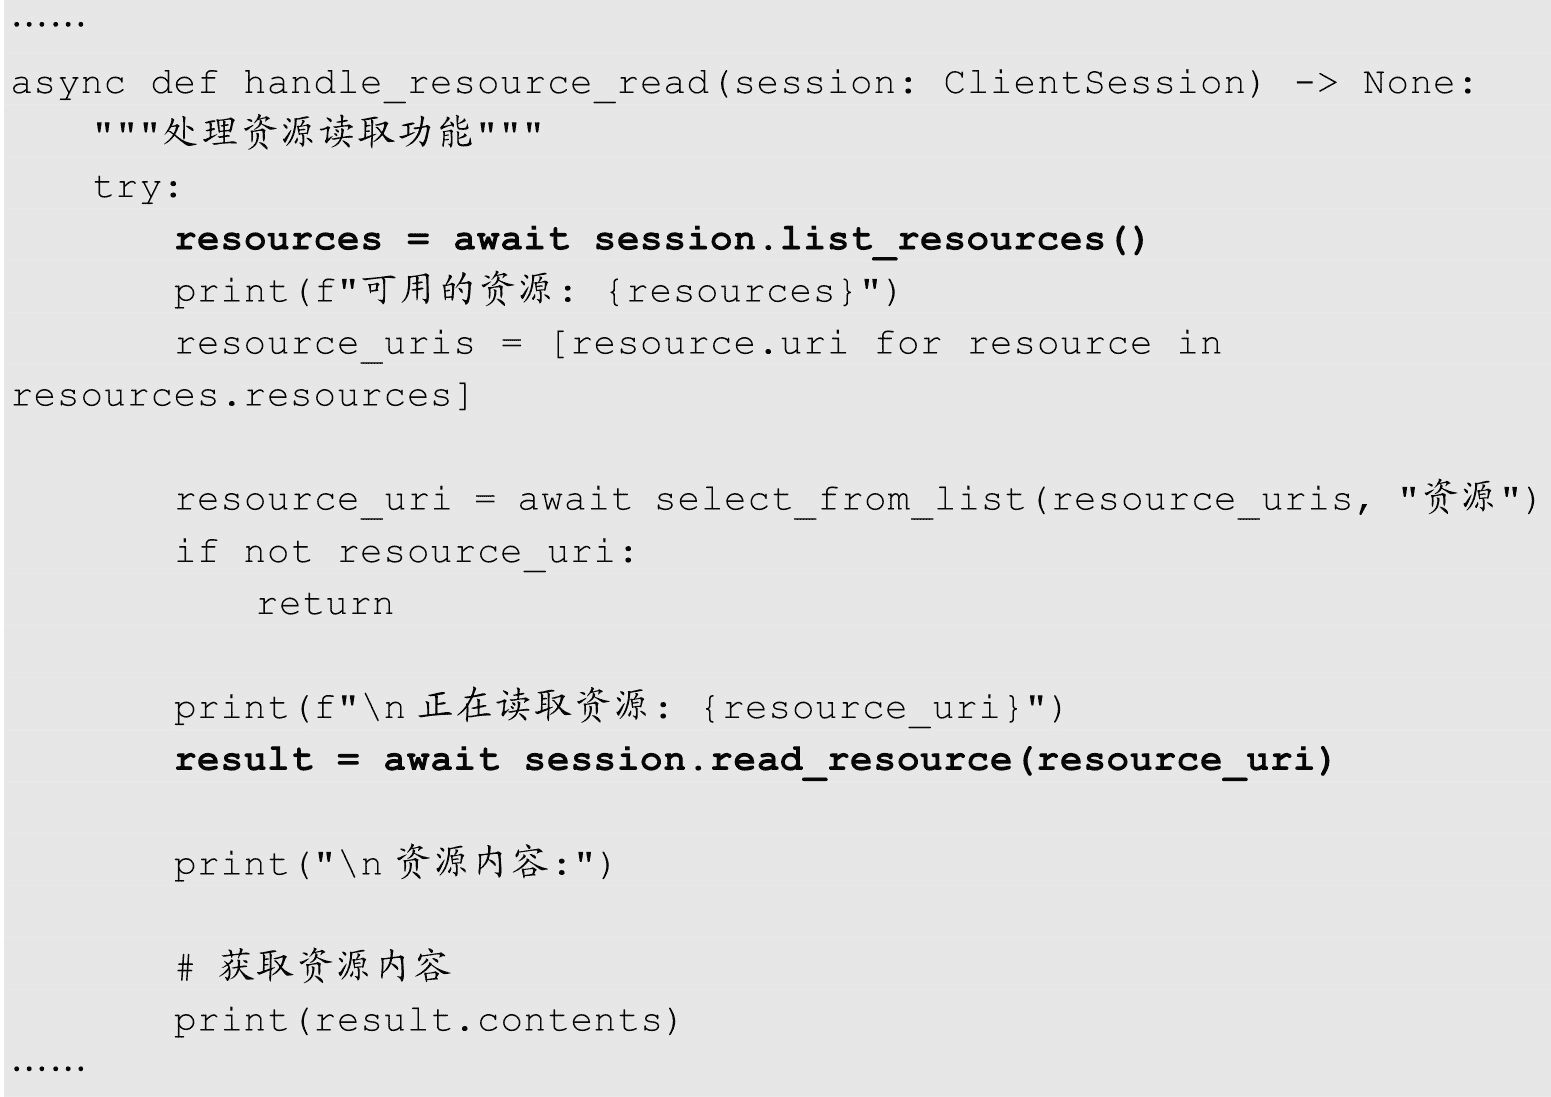 ……
async def handle_resource_read(session: ClientSession) -> None:
    """处理资源读取功能"""
    try:
        resources = await session.list_resources()
        print(f"可用的资源: {resources}")
        resource_uris = [resource.uri for resource in
resources.resources]

        resource_uri = await select_from_list(resource_uris, "资源")
        if not resource_uri:
            return

        print(f"\n正在读取资源: {resource_uri}")
        result = await session.read_resource(resource_uri)

        print("\n资源内容:")

        # 获取资源内容
        print(result.contents)
……